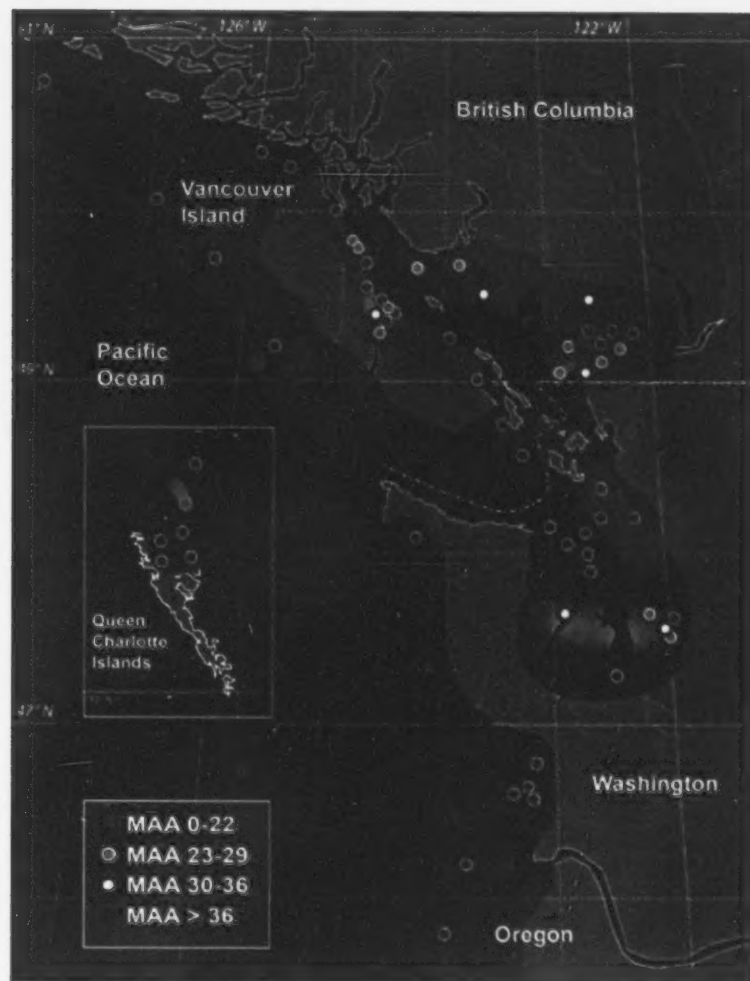 126° W
122° W
British Columbia
Vancouver
Island
Pacific
Ocean
Queen
Charlotte
Islands
47° N
Washington
MAA 0-22
MAA 23-29
MAA 30-36
MAA > 36
Oregon